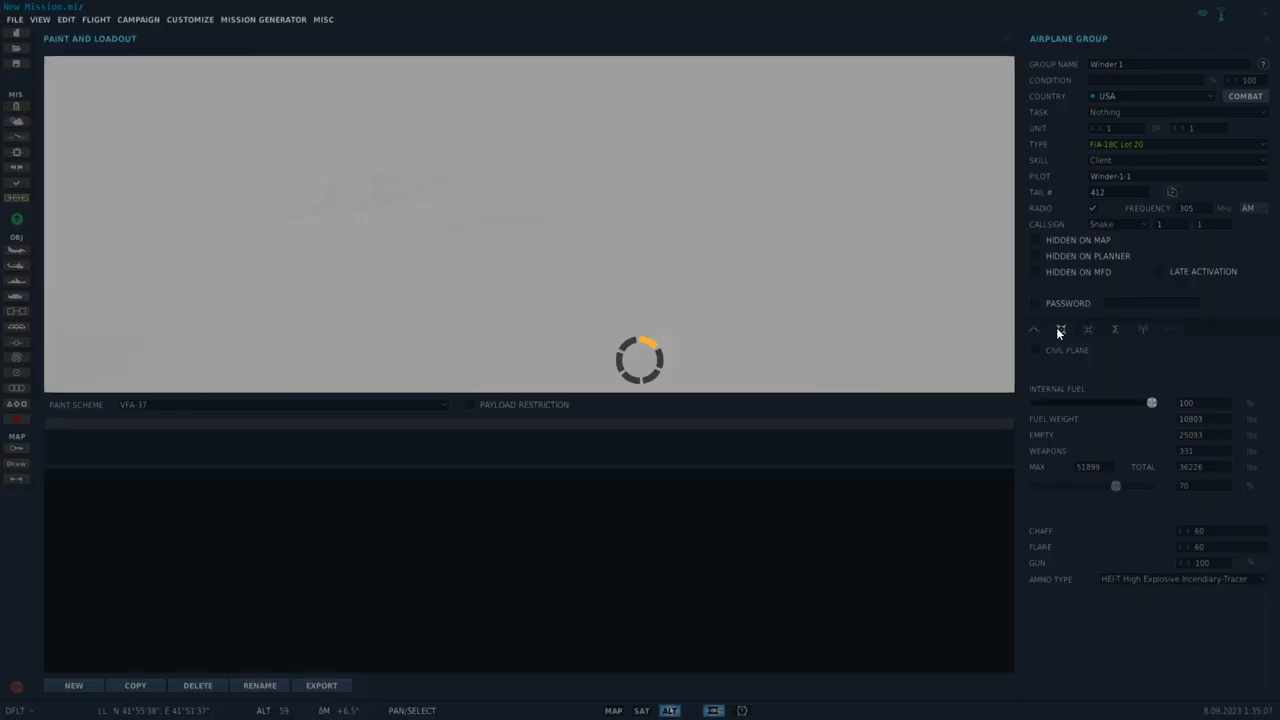 New Mission.miz
FILE VIEW EDIT FLIGHT CAMPAIGN CUSTOMIZE MISSION GENERATOR MISC
PAINT AND LOADOUT
MIS
OBJ
MAP
Draw
PAINT SCHEME VFA-37 PAYLOAD RESTRICTION
NEW COPY DELETE RENAME EXPORT
AIRPLANE GROUP
GROUP NAME Winder 1 ?
CONDITION % 100
COUNTRY USA COMBAT
TASK Nothing
UNIT 1 OF 1
TYPE F/A-18C Lot 20
SKILL Client
PILOT Winder-1-1
TAIL # 412
RADIO FREQUENCY 305 MHz AM
CALLSIGN Snake 1 1
HIDDEN ON MAP
HIDDEN ON PLANNER
HIDDEN ON MFD LATE ACTIVATION
PASSWORD
CIVIL PLANE
INTERNAL FUEL
100 %
FUEL WEIGHT 10803 lbs
EMPTY 25093 lbs
WEAPONS 331 lbs
MAX 51899 TOTAL 36226 lbs
70 %
CHAFF 60
FLARE 60
GUN 100 %
AMMO TYPE HEI-T High Explosive Incendiary-Tracer
DFLT LL N 41°55'38", E 41°51'37" ALT 59 δM +6.5° PAN/SELECT MAP SAT ALT 8.09.2023 1:35:07